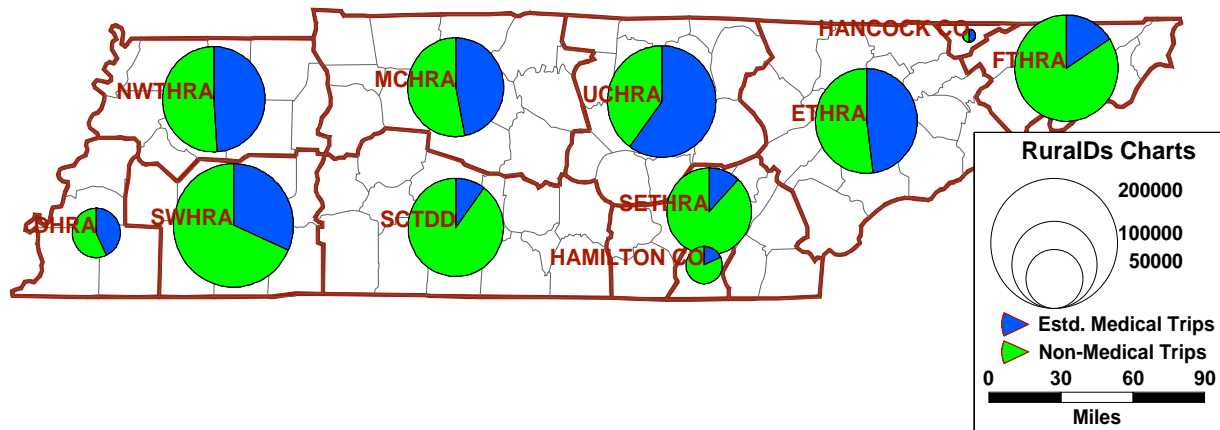 HANCOCK CO
FTHRA
MCHRA
NWTHRA
UCHRA
ETHRA
SWHRA
SCTDD
SETHRA
DHRA
HAMILTON CO
RuralDs Charts
200000
100000
50000
Estd. Medical Trips
Non-Medical Trips
0 30 60 90
Miles